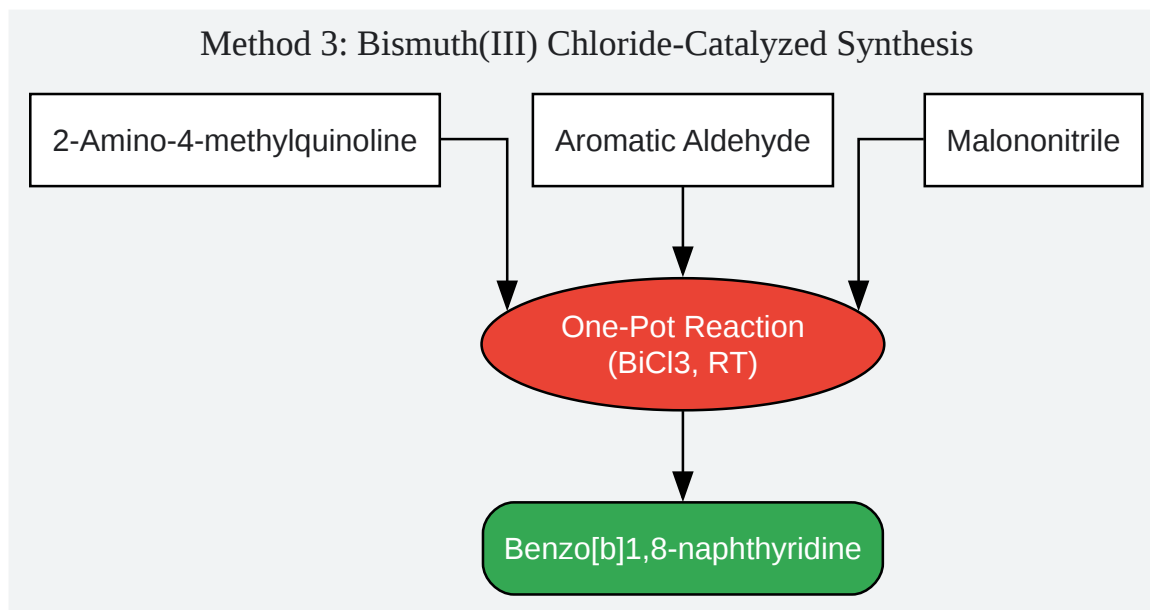 Method 3: Bismuth(III) Chloride-Catalyzed Synthesis
2-Amino-4-methylquinoline
Aromatic Aldehyde
Malononitrile
One-Pot Reaction
(BiCl3, RT)
Benzo[b]1,8-naphthyridine